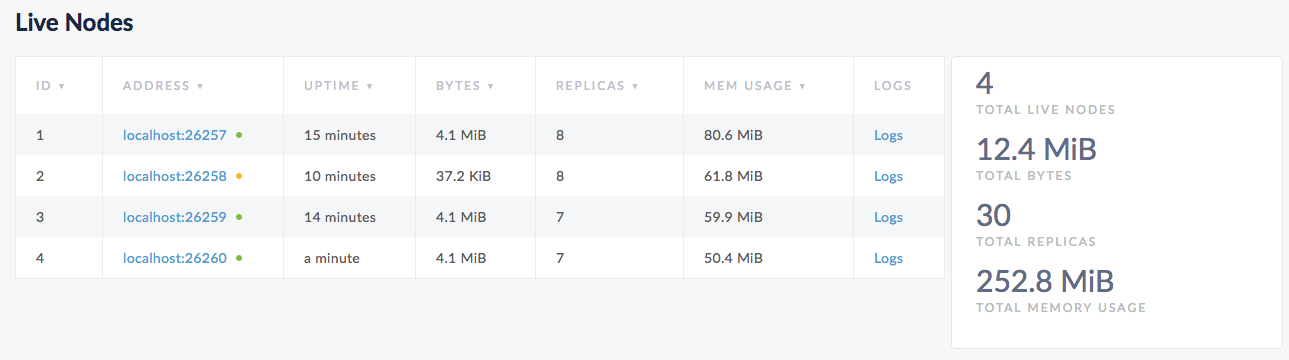 Live Nodes
ID ▼ ADDRESS ▼ UPTIME ▼ BYTES ▼ REPLICAS ▼ MEM USAGE ▼ LOGS
1 localhost:26257 15 minutes 4.1 MiB 8 80.6 MiB Logs
2 localhost:26258 10 minutes 37.2 KiB 8 61.8 MiB Logs
3 localhost:26259 14 minutes 4.1 MiB 7 59.9 MiB Logs
4 localhost:26260 a minute 4.1 MiB 7 50.4 MiB Logs
4
TOTAL LIVE NODES
12.4 MiB
TOTAL BYTES
30
TOTAL REPLICAS
252.8 MiB
TOTAL MEMORY USAGE